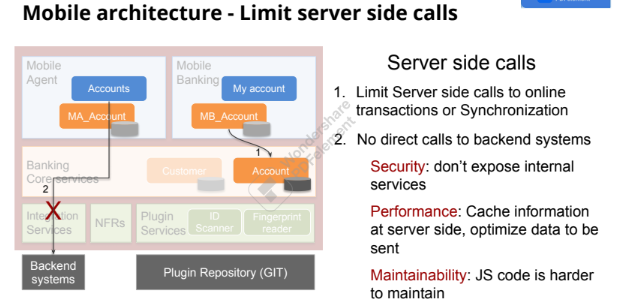 Mobile architecture - Limit server side calls
Mobile
Agent
Accounts
MA_Account
Mobile
Banking
My account
MB_Account
1
Banking
Core services
Customer
Account
2
X
Integration
Services
NFRs
Plugin
Services
ID
Scanner
Fingerprint
reader
Backend
systems
Plugin Repository (GIT)
Server side calls
1. Limit Server side calls to online
transactions or Synchronization
2. No direct calls to backend systems
Security: don't expose internal
services
Performance: Cache information
at server side, optimize data to be
sent
Maintainability: JS code is harder
to maintain
Wondershare
PDFelement